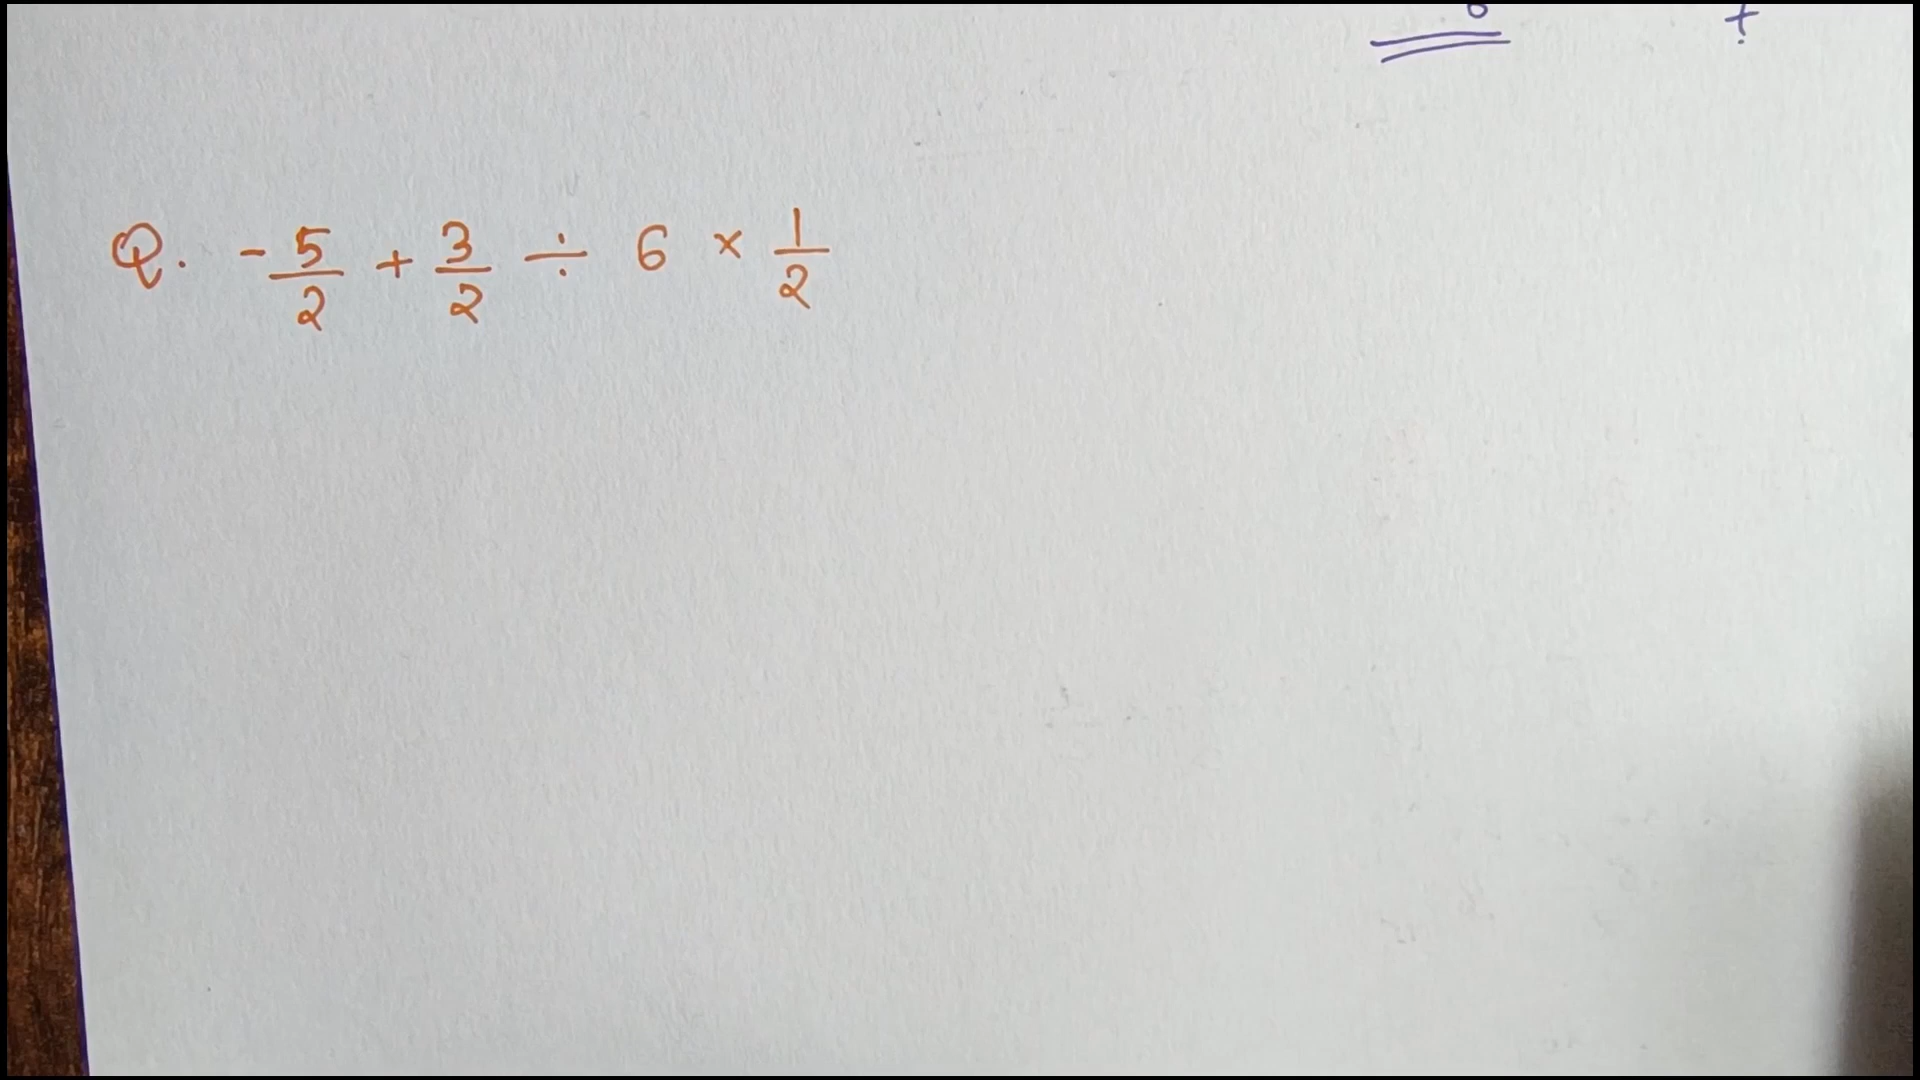 +
Q. -5/2 + 3/2 ÷ 6 × 1/2